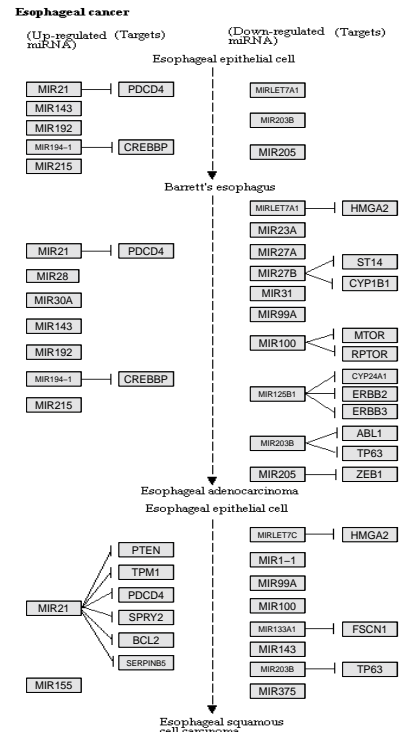 Esophageal cancer
(Up-regulated (Targets)
miRNA)
(Down-regulated (Targets)
miRNA)
Esophageal epithelial cell
MIR21 PDCD4
MIR143
MIR192
MIR194−1 CREBBP
MIR215
MIRLET7A1
MIR203B
MIR205
Barrett's esophagus
MIR21 PDCD4
MIR28
MIR30A
MIR143
MIR192
MIR194−1 CREBBP
MIR215
MIRLET7A1 HMGA2
MIR23A
MIR27A
MIR27B ST14
CYP1B1
MIR31
MIR99A
MIR100 MTOR
RPTOR
MIR125B1 CYP24A1
ERBB2
ERBB3
MIR203B ABL1
TP63
MIR205 ZEB1
Esophageal adenocarcinoma
Esophageal epithelial cell
MIR21 PTEN
TPM1
PDCD4
SPRY2
BCL2
SERPINB5
MIR155
MIRLET7C HMGA2
MIR1−1
MIR99A
MIR100
MIR133A1 FSCN1
MIR143
MIR203B TP63
MIR375
Esophageal squamous
cell carcinoma